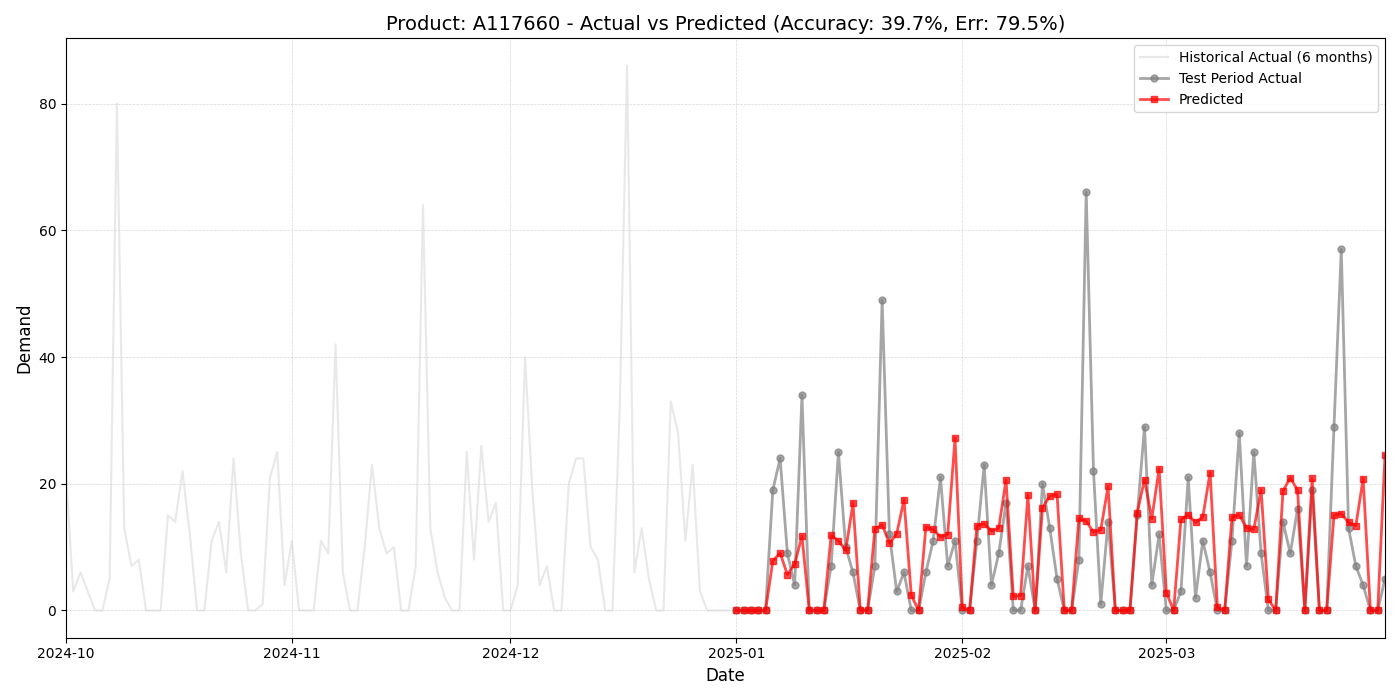 Product: A117660 - Actual vs Predicted (Accuracy: 39.7%, Err: 79.5%)
Historical Actual (6 months)
Test Period Actual
Predicted
80
60
40
20
0
Demand
2024-10
2024-11
2024-12
2025-01
2025-02
2025-03
Date